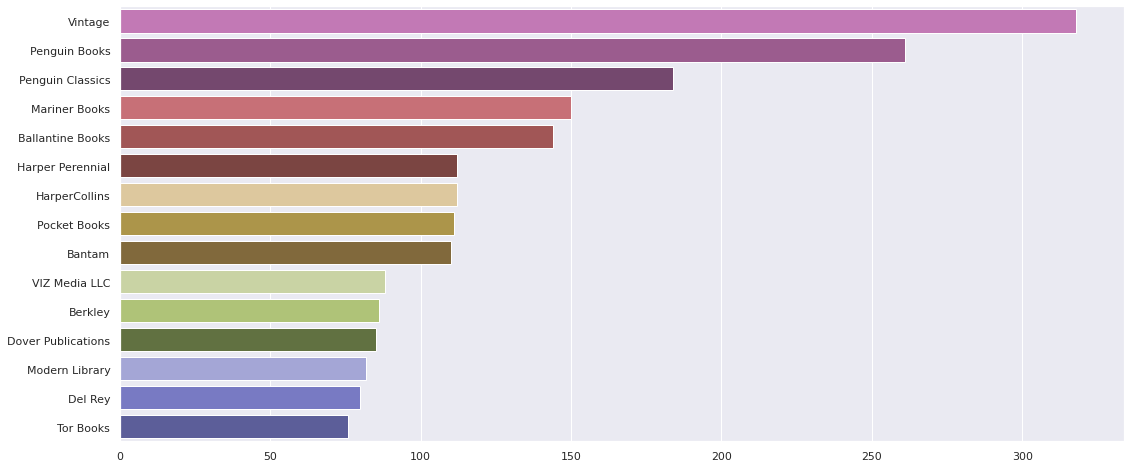 Vintage
Penguin Books
Penguin Classics
Mariner Books
Ballantine Books
Harper Perennial
HarperCollins
Pocket Books
Bantam
VIZ Media LLC
Berkley
Dover Publications
Modern Library
Del Rey
Tor Books
0 50 100 150 200 250 300